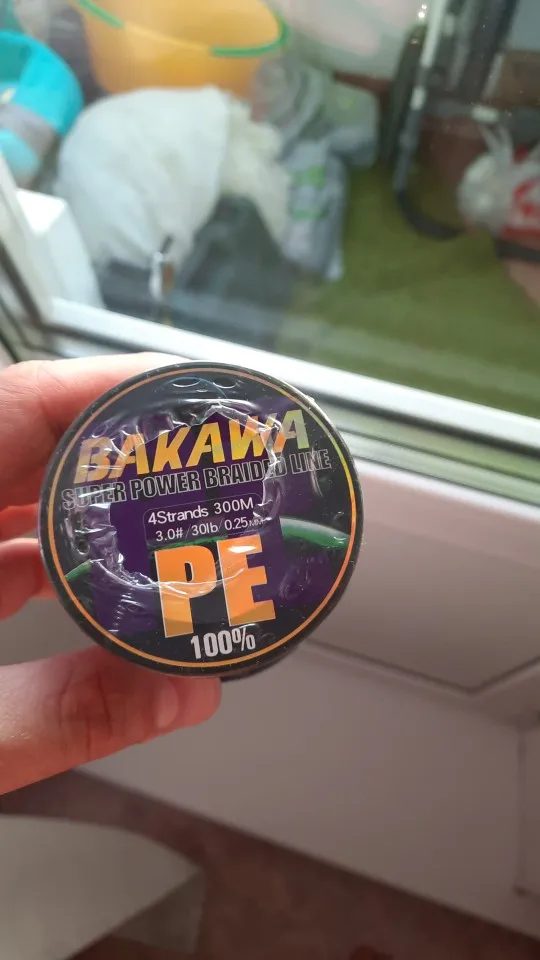 BAKAWA
SUPER POWER BRAIDED LINE
4Strands 300M
3.0#/30lb/0.25MM
PE
100%